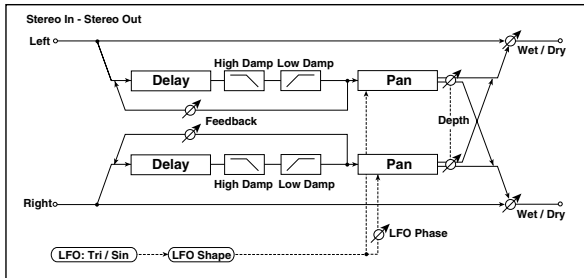 Stereo In - Stereo Out
Left
Wet / Dry
High Damp Low Damp
Delay
Pan
Feedback
Depth
Delay
Pan
High Damp Low Damp
Right
Wet / Dry
LFO Phase
LFO: Tri / Sin
LFO Shape